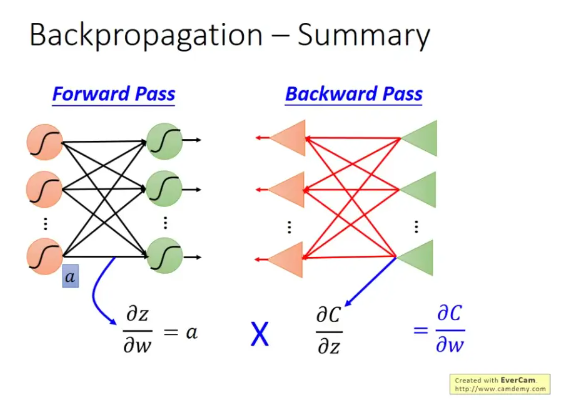 Backpropagation – Summary
Forward Pass
Backward Pass
⋮ ⋮ ⋮ ⋮
a
∂z/∂w = a
X
∂C/∂z
= ∂C/∂w
Created with EverCam.
http://www.camdemy.com